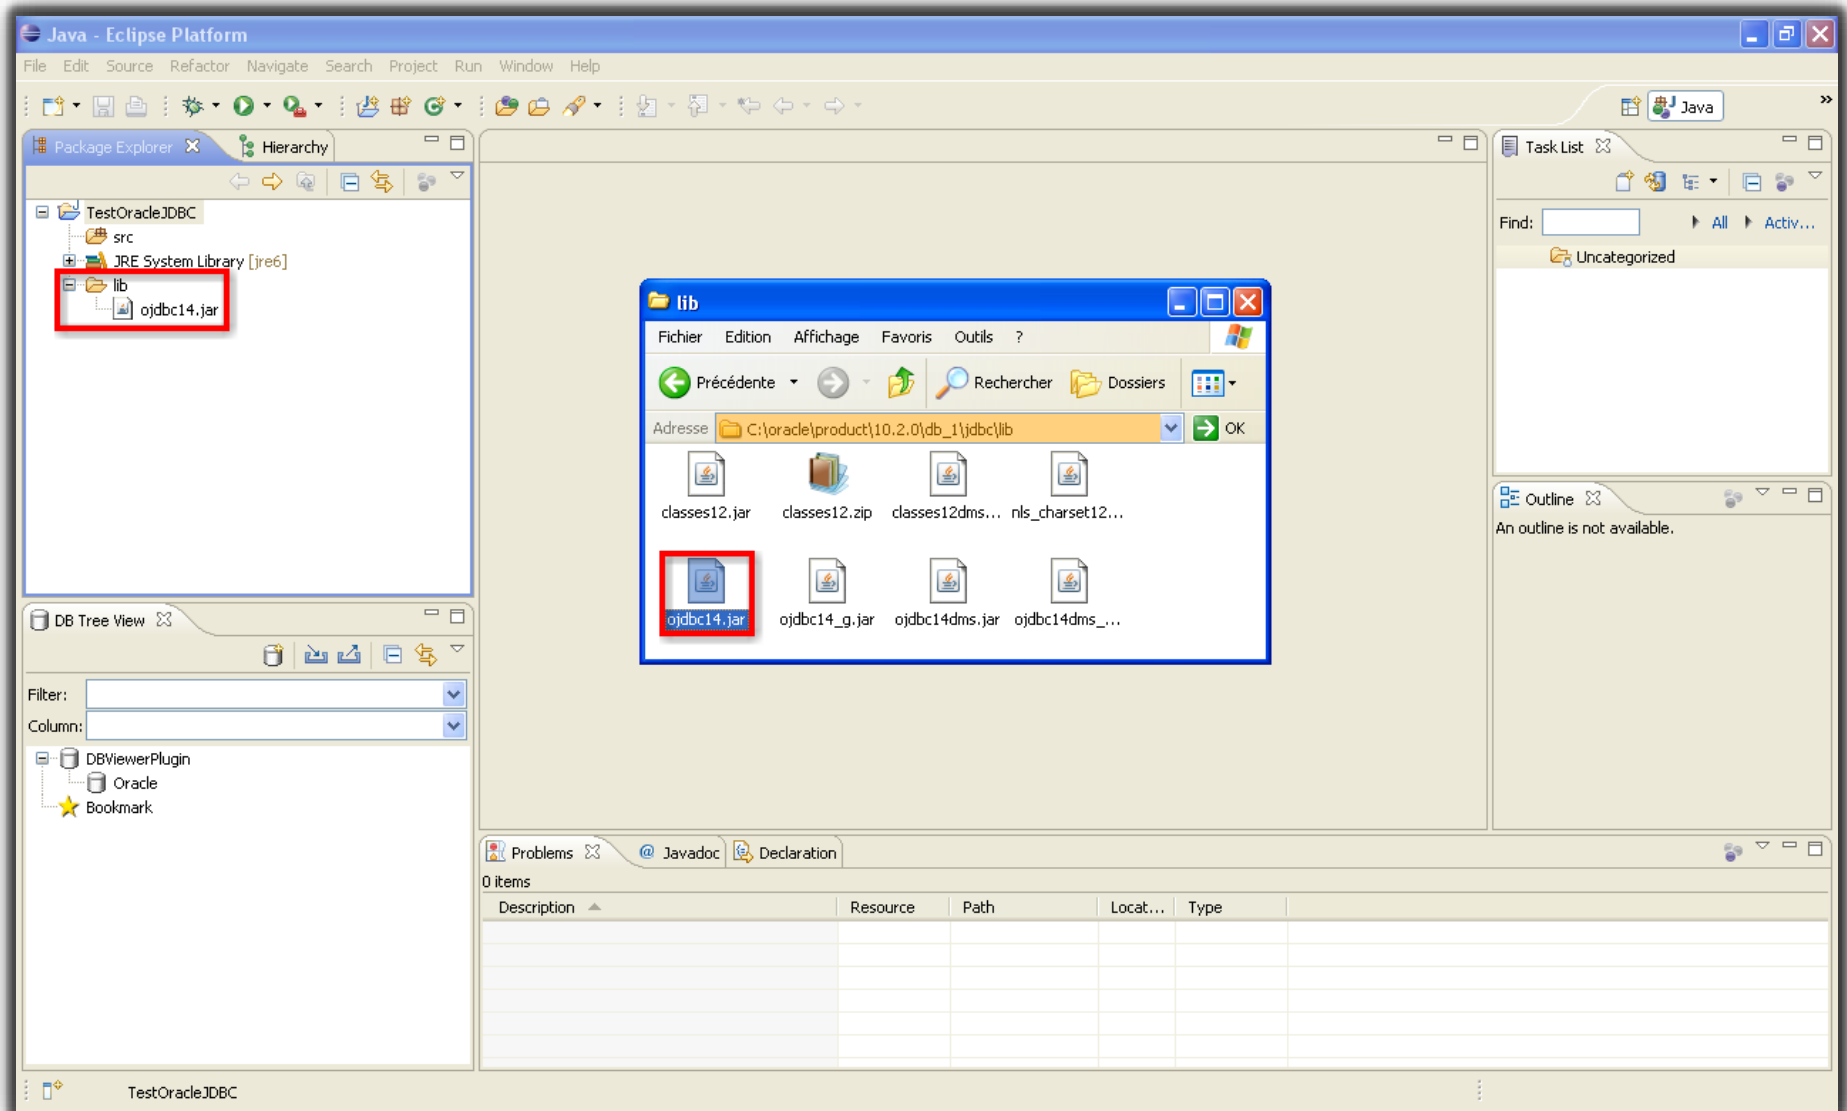 Java - Eclipse Platform
File Edit Source Refactor Navigate Search Project Run Window Help
Java
Package Explorer
Hierarchy
TestOracleJDBC
src
JRE System Library [jre6]
lib
ojdbc14.jar
DB Tree View
Filter:
Column:
DBViewerPlugin
Oracle
Bookmark
lib
Fichier Edition Affichage Favoris Outils ?
Précédente Rechercher Dossiers
Adresse C:\oracle\product\10.2.0\db_1\jdbc\lib OK
classes12.jar classes12.zip classes12dms... nls_charset12...
ojdbc14.jar ojdbc14_g.jar ojdbc14dms.jar ojdbc14dms_...
Task List
Find: All Activ...
Uncategorized
Outline
An outline is not available.
Problems @ Javadoc Declaration
0 items
Description Resource Path Locat... Type
TestOracleJDBC